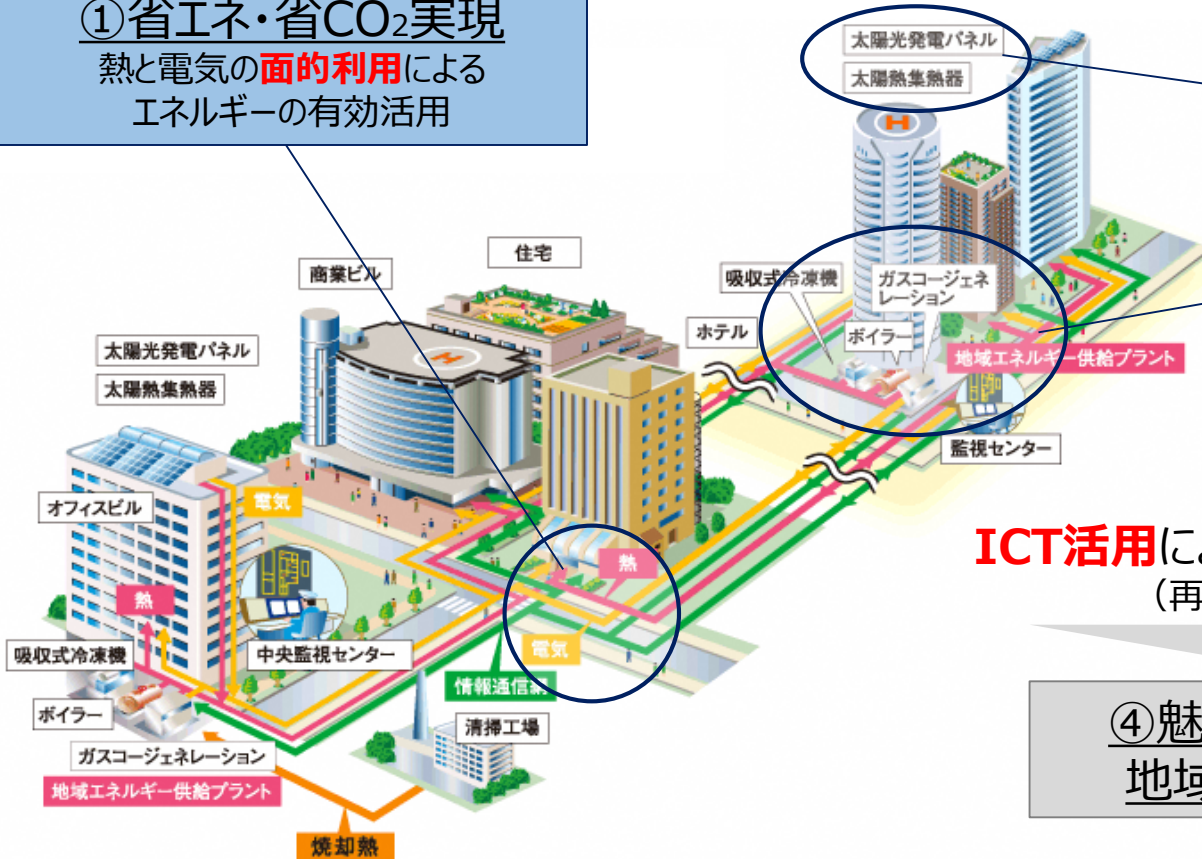 ①省エネ・省CO₂実現
熱と電気の面的利用による
エネルギーの有効活用
太陽光発電パネル
太陽熱集熱器
H
住宅
商業ビル
吸収式冷凍機
ガスコージェネ
レーション
ホテル
ボイラー
地域エネルギー供給プラント
監視センター
太陽光発電パネル
太陽熱集熱器
H
オフィスビル
電気
熱
ICT活用に
（再
熱
吸収式冷凍機
中央監視センター
電気
情報通信網
ボイラー
清掃工場
④魅
地域
ガスコージェネレーション
地域エネルギー供給プラント
焼却熱